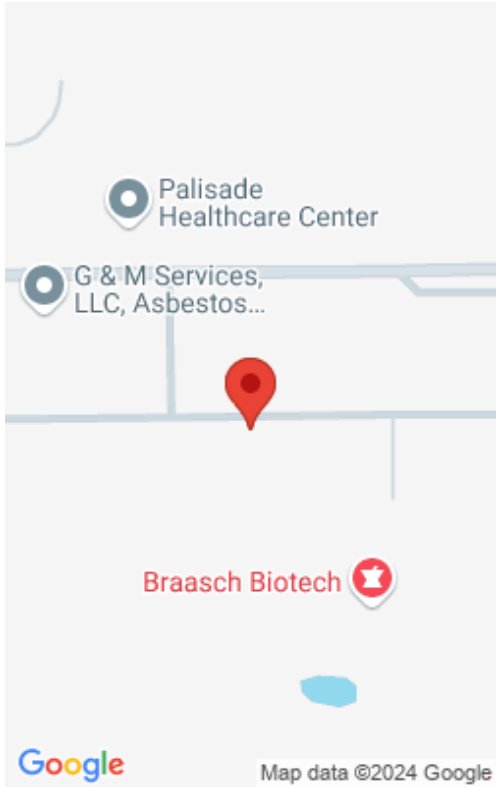 Palisade
Healthcare Center
G & M Services,
LLC, Asbestos...
Braasch Biotech
Google
Map data ©2024 Google